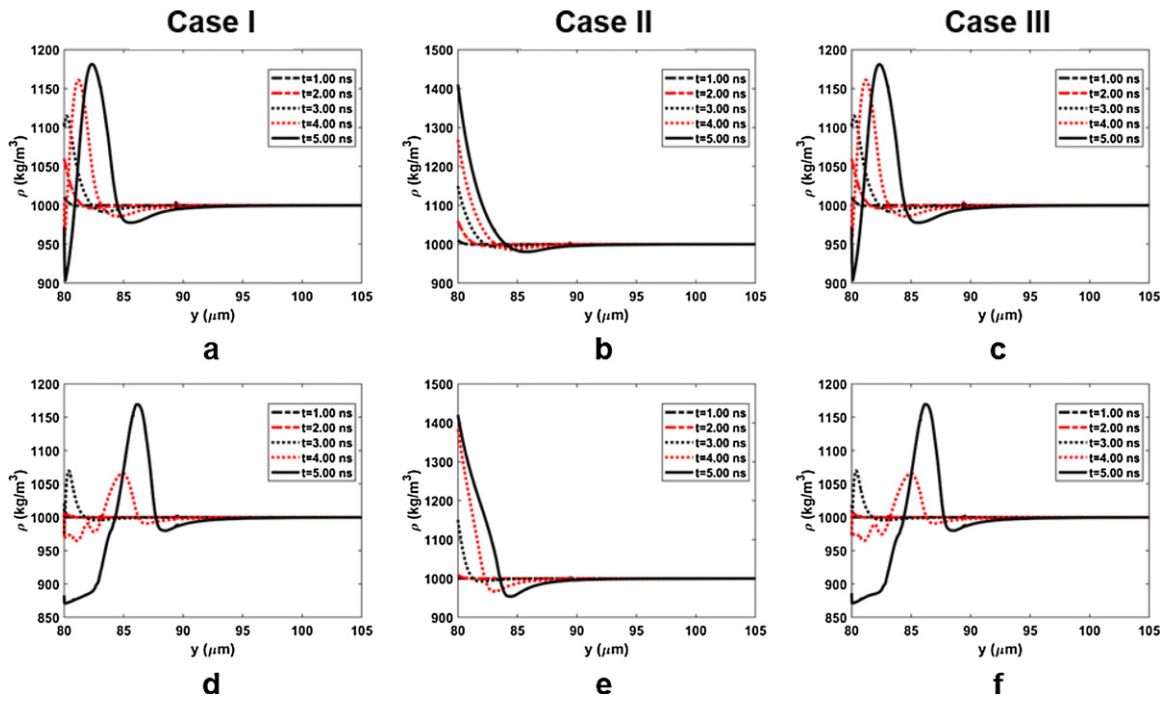 Case I
Case II
Case III
1200
1150
1100
1050
1000
950
900
ρ (kg/m³)
80 85 90 95 100 105
y (μm)
t=1.00 ns
t=2.00 ns
t=3.00 ns
t=4.00 ns
t=5.00 ns
a
1500
1400
1300
1200
1100
1000
900
ρ (kg/m³)
80 85 90 95 100 105
y (μm)
t=1.00 ns
t=2.00 ns
t=3.00 ns
t=4.00 ns
t=5.00 ns
b
1200
1150
1100
1050
1000
950
900
ρ (kg/m³)
80 85 90 95 100 105
y (μm)
t=1.00 ns
t=2.00 ns
t=3.00 ns
t=4.00 ns
t=5.00 ns
c
1200
1150
1100
1050
1000
950
900
850
ρ (kg/m³)
80 85 90 95 100 105
y (μm)
t=1.00 ns
t=2.00 ns
t=3.00 ns
t=4.00 ns
t=5.00 ns
d
1500
1400
1300
1200
1100
1000
900
ρ (kg/m³)
80 85 90 95 100 105
y (μm)
t=1.00 ns
t=2.00 ns
t=3.00 ns
t=4.00 ns
t=5.00 ns
e
1200
1150
1100
1050
1000
950
900
850
ρ (kg/m³)
80 85 90 95 100 105
y (μm)
t=1.00 ns
t=2.00 ns
t=3.00 ns
t=4.00 ns
t=5.00 ns
f